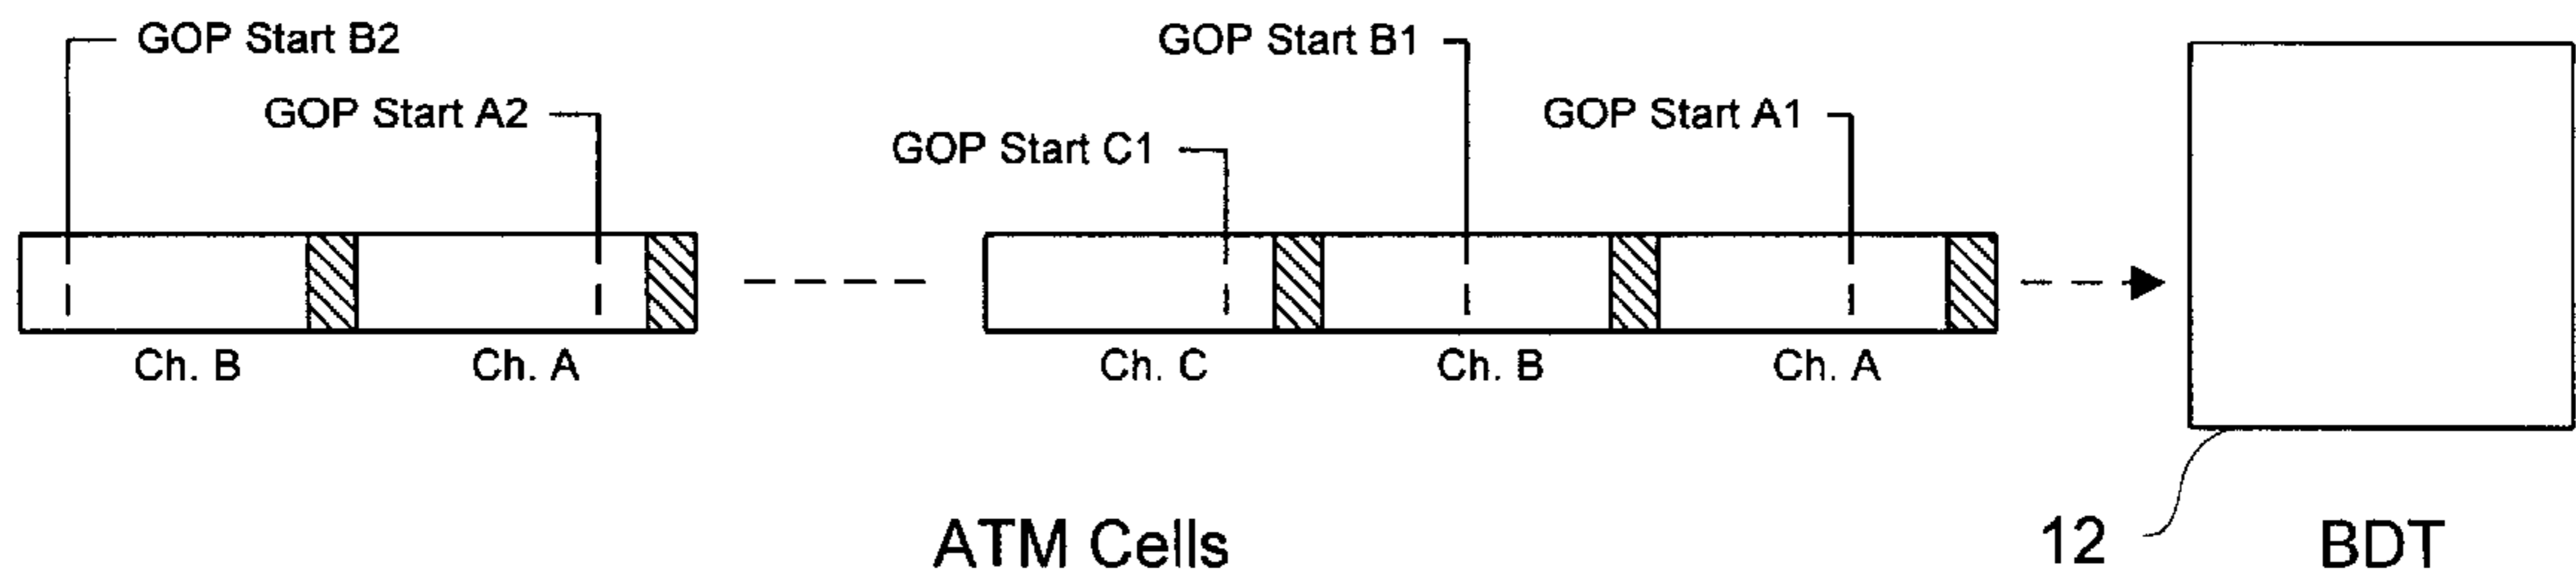 GOP Start B2
GOP Start B1
GOP Start A2
GOP Start A1
GOP Start C1
Ch. B
Ch. A
Ch. C
Ch. B
Ch. A
ATM Cells
12
BDT